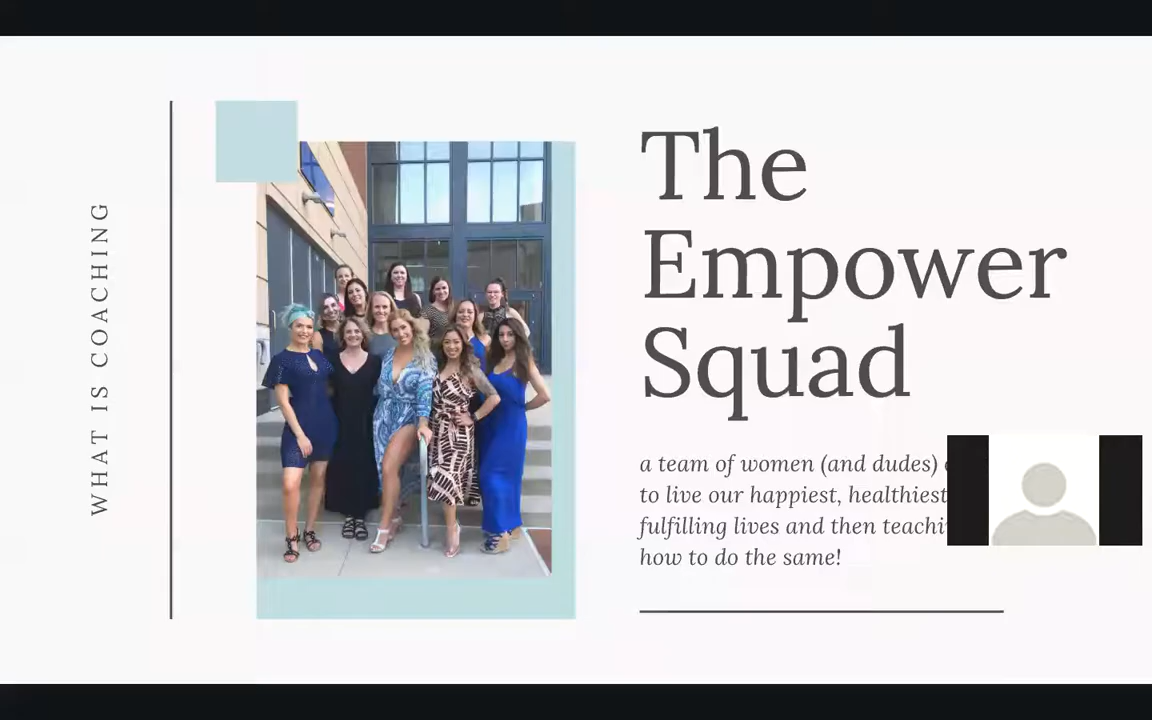 WHAT IS COACHING
The
Empower
Squad
a team of women (and dudes)
to live our happiest, healthiest
fulfilling lives and then
how to do the same!